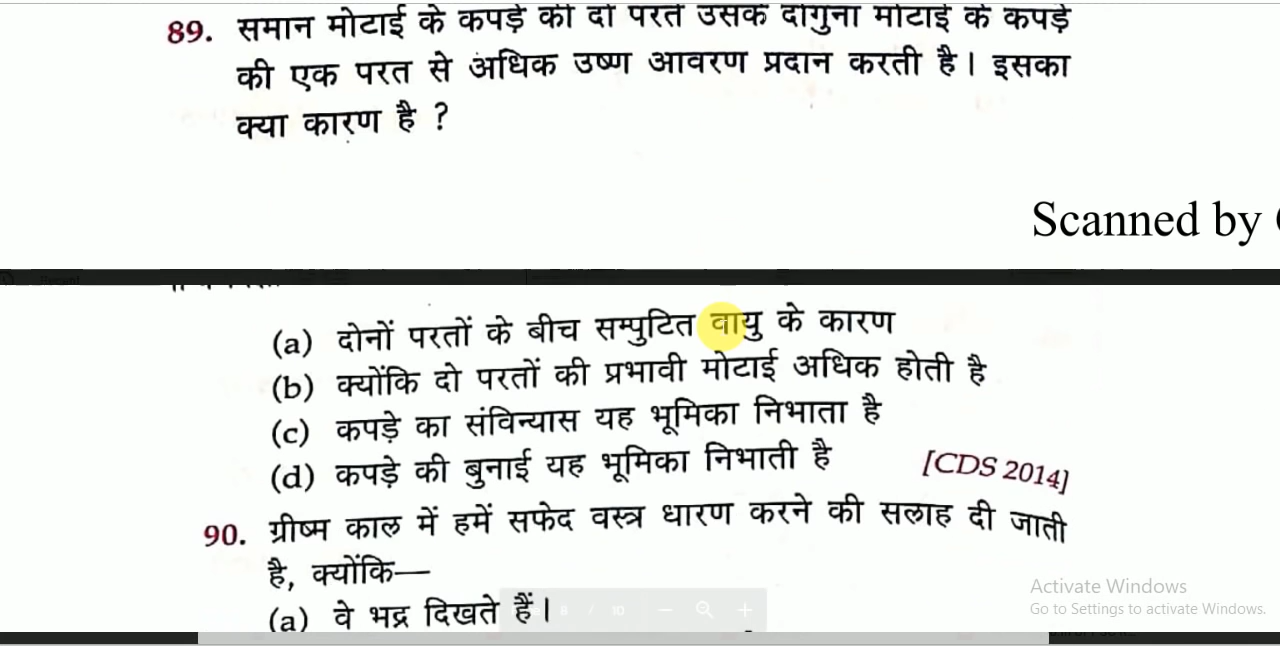 89. समान मोटाई के कपड़े की दो परतें उसके दोगुनी मोटाई के कपड़े
की एक परत से अधिक उष्ण आवरण प्रदान करती है। इसका
क्या कारण है ?
Scanned by
(a) दोनों परतों के बीच सम्पुटित वायु के कारण
(b) क्योंकि दो परतों की प्रभावी मोटाई अधिक होती है
(c) कपड़े का संविन्यास यह भूमिका निभाता है
(d) कपड़े की बुनाई यह भूमिका निभाती है [CDS 2014]
90. ग्रीष्म काल में हमें सफेद वस्त्र धारण करने की सलाह दी जाती
है, क्योंकि—
(a) वे भद्र दिखते हैं।
8 / 10
Activate Windows
Go to Settings to activate Windows.